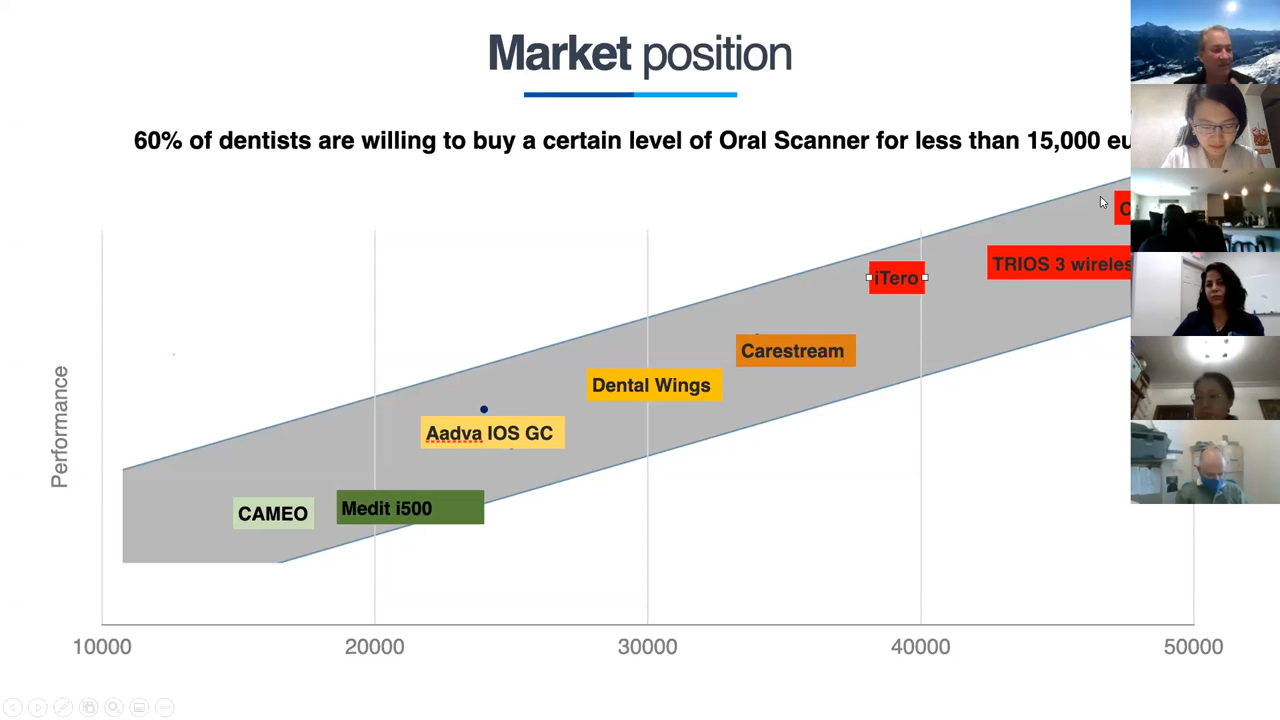 Market position
60% of dentists are willing to buy a certain level of Oral Scanner for less than 15,000 eu
TRIOS 3 wireles
iTero
Carestream
Dental Wings
Aadva IOS GC
Medit i500
CAMEO
Performance
10000 20000 30000 40000 50000